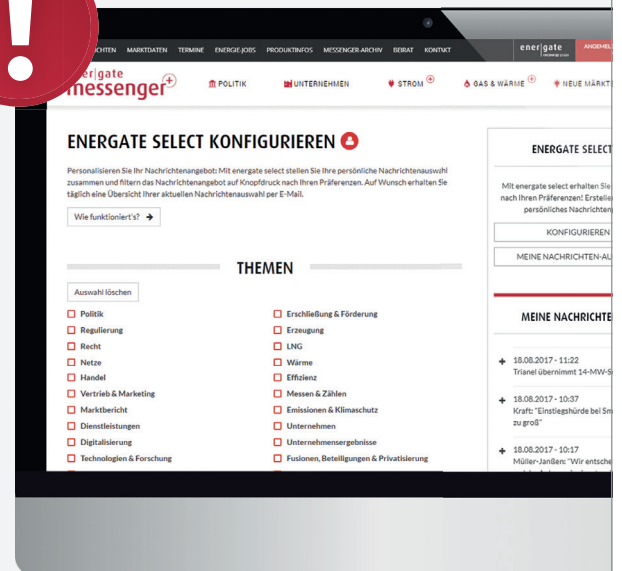 !
MARKTDATEN TERMINE ENERGIE-JOBS PRODUKTINFOS MESSENGER-ARCHIV BEIRAT KONTAKT
ener|gate
messenger+
POLITIK UNTERNEHMEN STROM GAS & WÄRME NEUE
ENERGATE SELECT KONFIGURIEREN
Personalisieren Sie Ihr Nachrichtenangebot: Mit energate select stellen Sie Ihre persönliche Nachrichtenauswahl
zusammen und filtern das Nachrichtenangebot auf Knopfdruck nach Ihren Präferenzen. Auf Wunsch erhalten Sie
täglich eine Übersicht Ihrer aktuellen Nachrichtenauswahl per E-Mail.
Wie funktioniert's? →
THEMEN
Auswahl löschen
Politik
Regulierung
Recht
Netze
Handel
Vertrieb & Marketing
Marktbericht
Dienstleistungen
Digitalisierung
Technologien & Forschung
Erschließung & Förderung
Erzeugung
LNG
Wärme
Effizienz
Messen & Zählen
Emissionen & Klimaschutz
Unternehmen
Unternehmensergebnisse
Fusionen, Beteiligungen & Privatisierung
ENERGATE SELECT
Mit energate select erhalten Sie
nach Ihren Präferenzen! Erstelle
persönliches Nachrichten
KONFIGURIEREN
MEINE NACHRICHTEN-AU
MEINE NACHRICHTE
18.08.2017 - 11:22
Trianel übernimmt 14-MW-S
18.08.2017 - 10:37
Kraft: "Einstiegshürde bei Sm
zu groß"
18.08.2017 - 10:17
Müller-Janßen: "Wir entsche